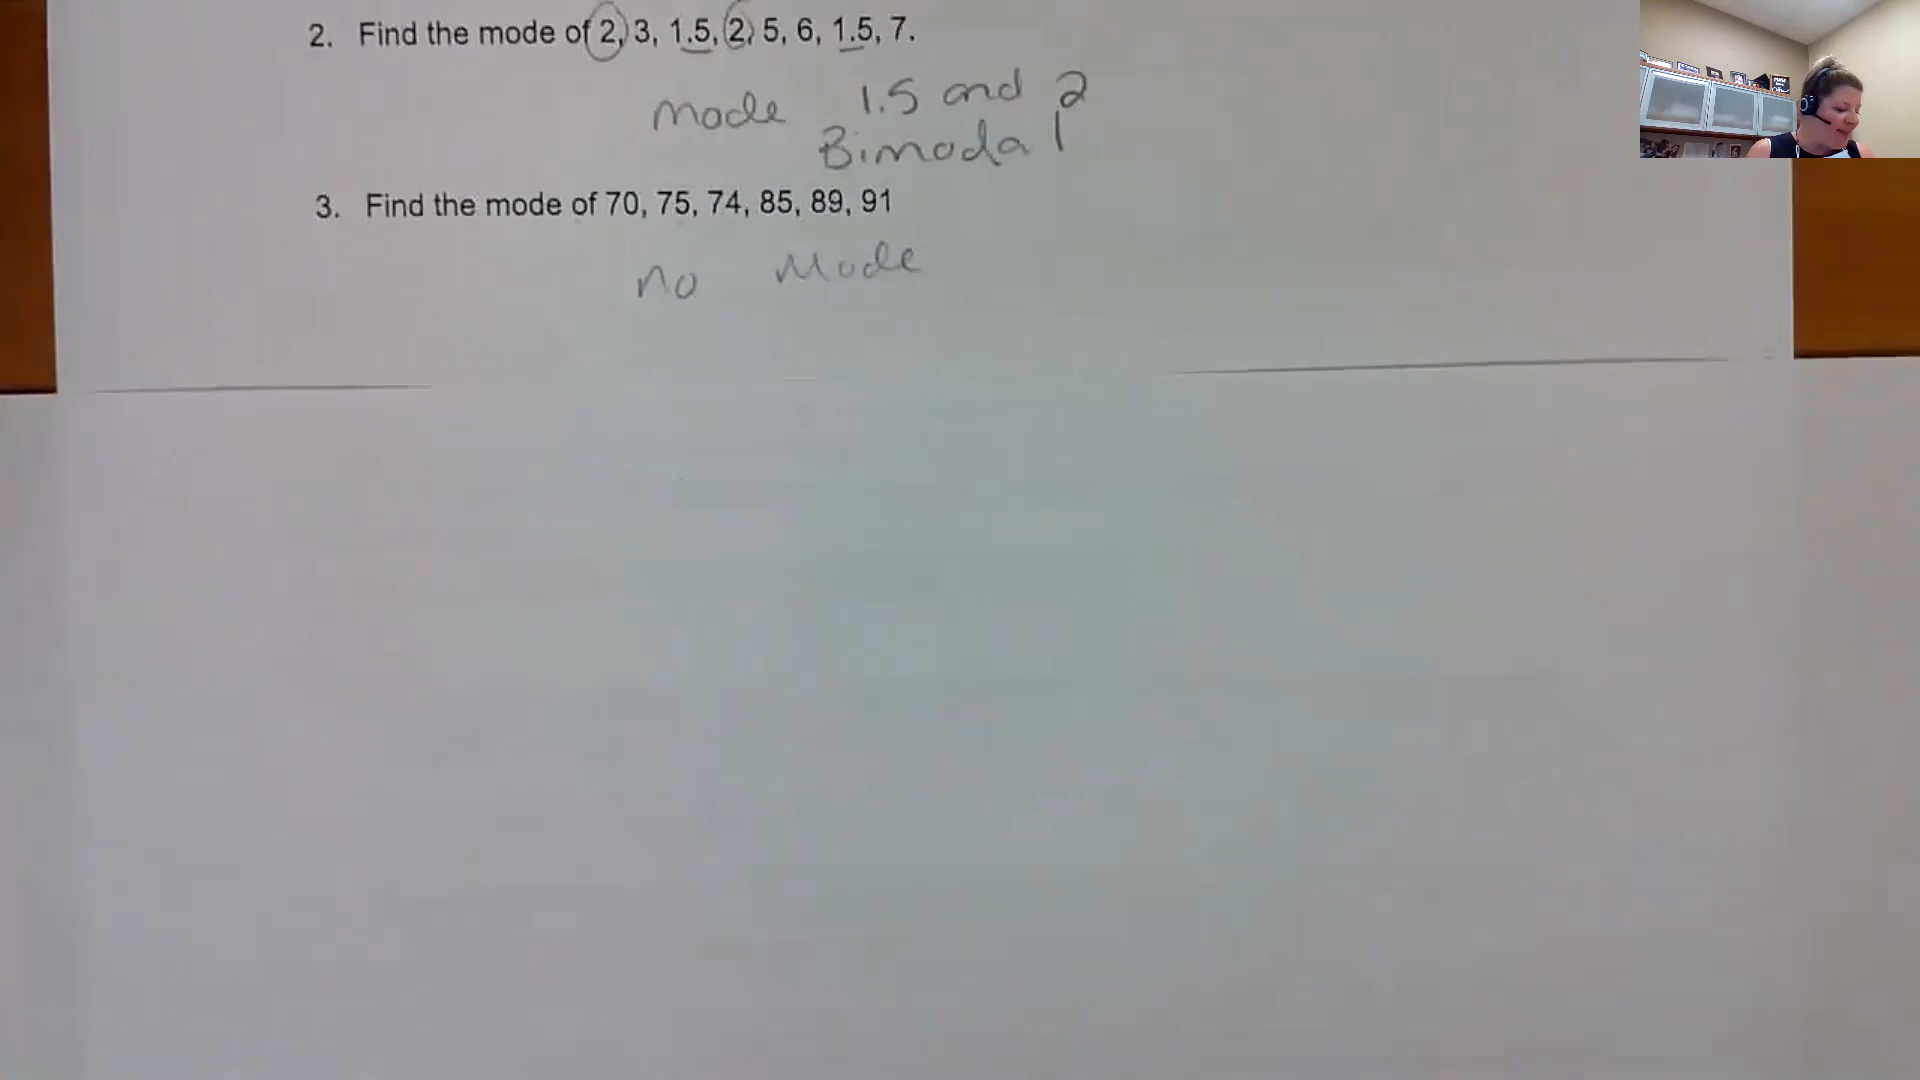 2. Find the mode of 2, 3, 1.5, 2, 5, 6, 1.5, 7.
Mode 1.5 and 2
Bimodal
3. Find the mode of 70, 75, 74, 85, 89, 91
no Mode